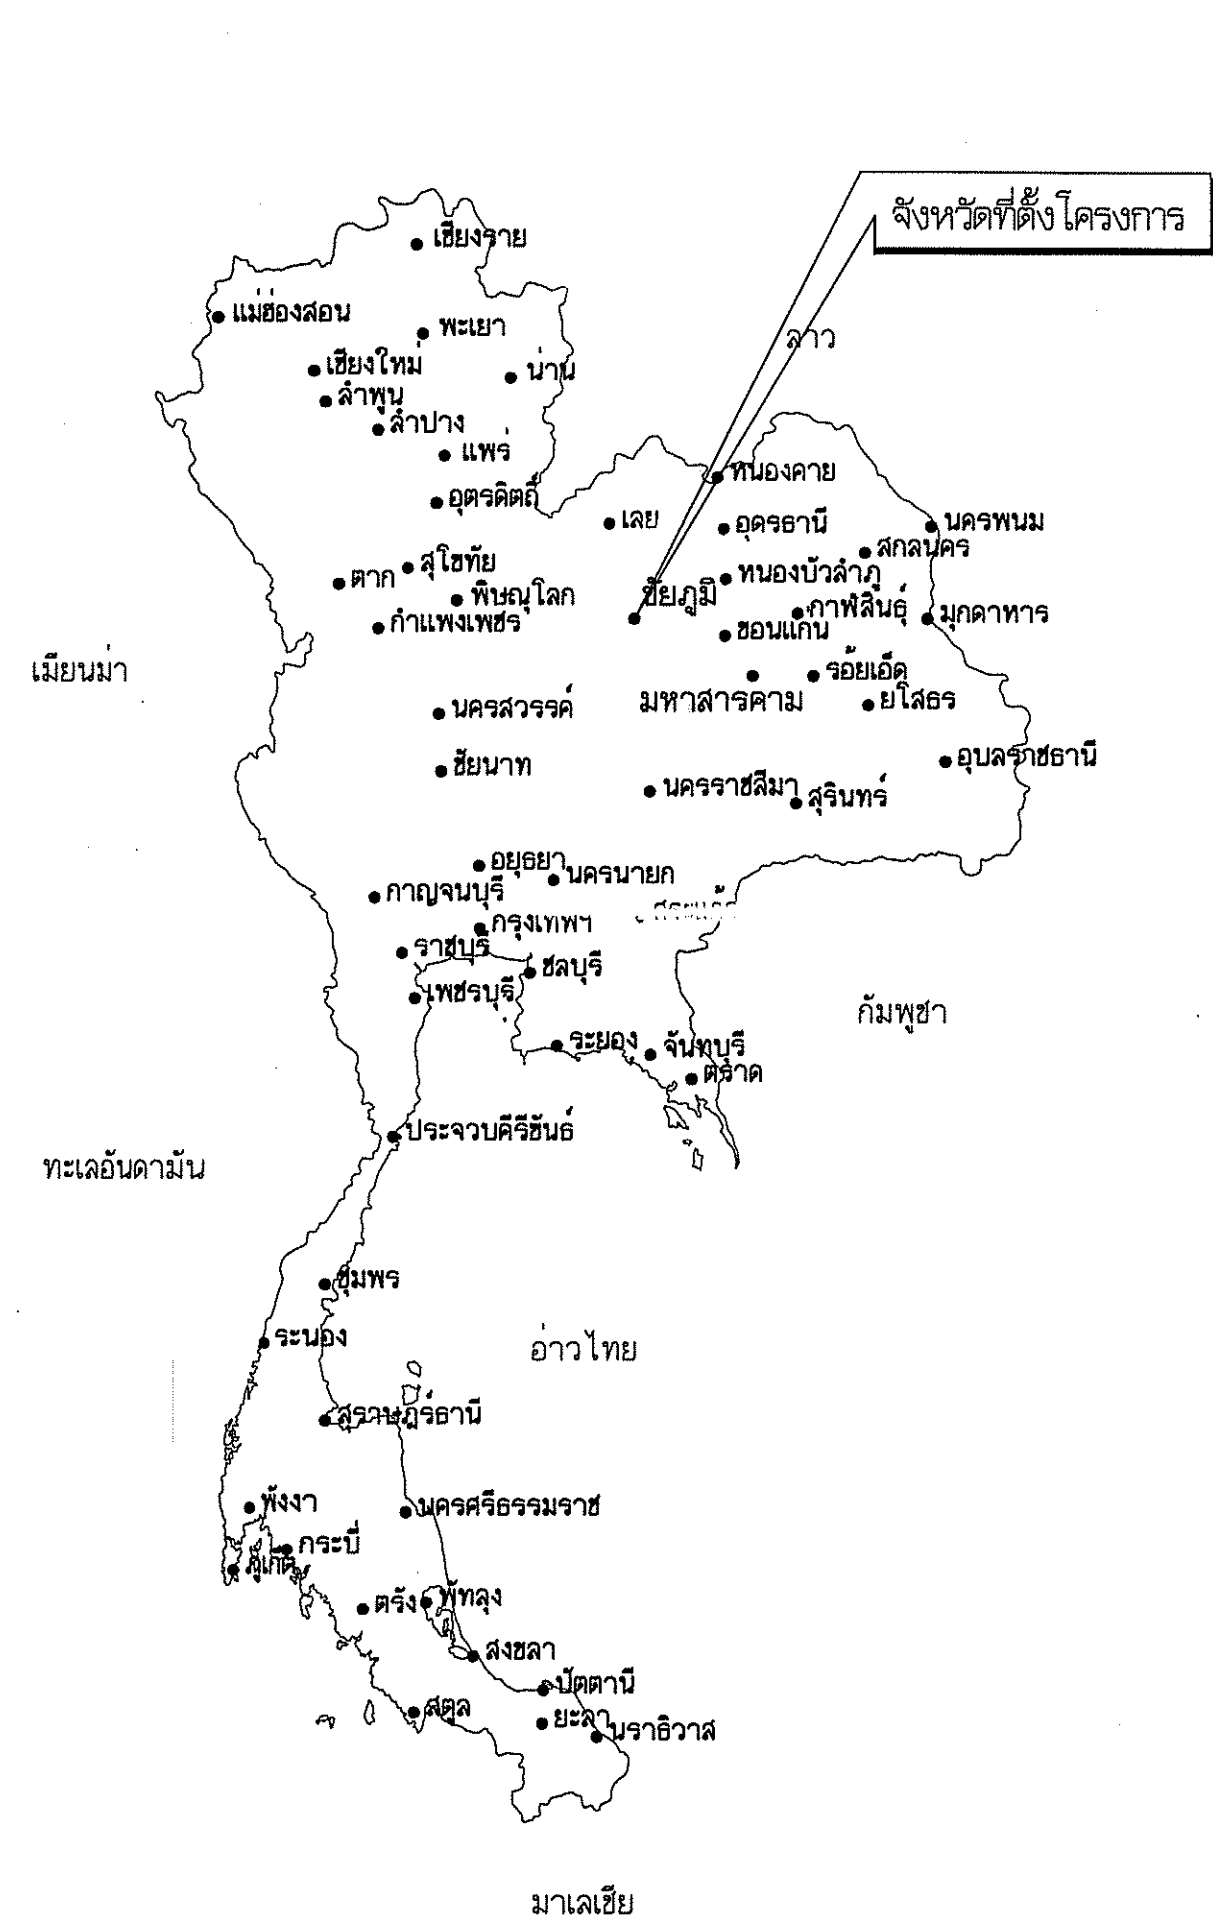 จังหวัดที่ตั้งโครงการ
เชียงราย
แม่ฮ่องสอน
พะเยา
ลาว
เชียงใหม่
น่าน
ลำพูน
ลำปาง
แพร่
หนองคาย
อุตรดิตถ์
เลย
อุดรธานี
นครพนม
สกลนคร
สุโขทัย
ตาก
หนองบัวลำภู
พิษณุโลก
ชัยภูมิ
กาฬสินธุ์
มุกดาหาร
กำแพงเพชร
ขอนแก่น
เมียนม่า
ร้อยเอ็ด
มหาสารคาม
ยโสธร
นครสวรรค์
อุบลราชธานี
ชัยนาท
นครราชสีมา
สุรินทร์
อยุธยา
นครนายก
กาญจนบุรี
กรุงเทพฯ
ราชบุรี
ชลบุรี
เพชรบุรี
กัมพูชา
ระยอง
จันทบุรี
ตราด
ประจวบคีรีขันธ์
ทะเลอันดามัน
ชุมพร
ระนอง
อ่าวไทย
สุราษฎร์ธานี
พังงา
นครศรีธรรมราช
กระบี่
ภูเก็ต
ตรัง
พัทลุง
สงขลา
ปัตตานี
สตูล
ยะลา
นราธิวาส
มาเลเซีย